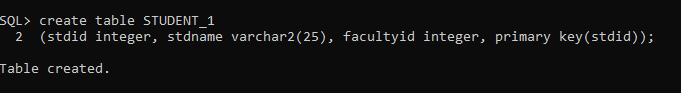 SQL> create table STUDENT_1
2 (stdid integer, stdname varchar2(25), facultyid integer, primary key(stdid));
Table created.